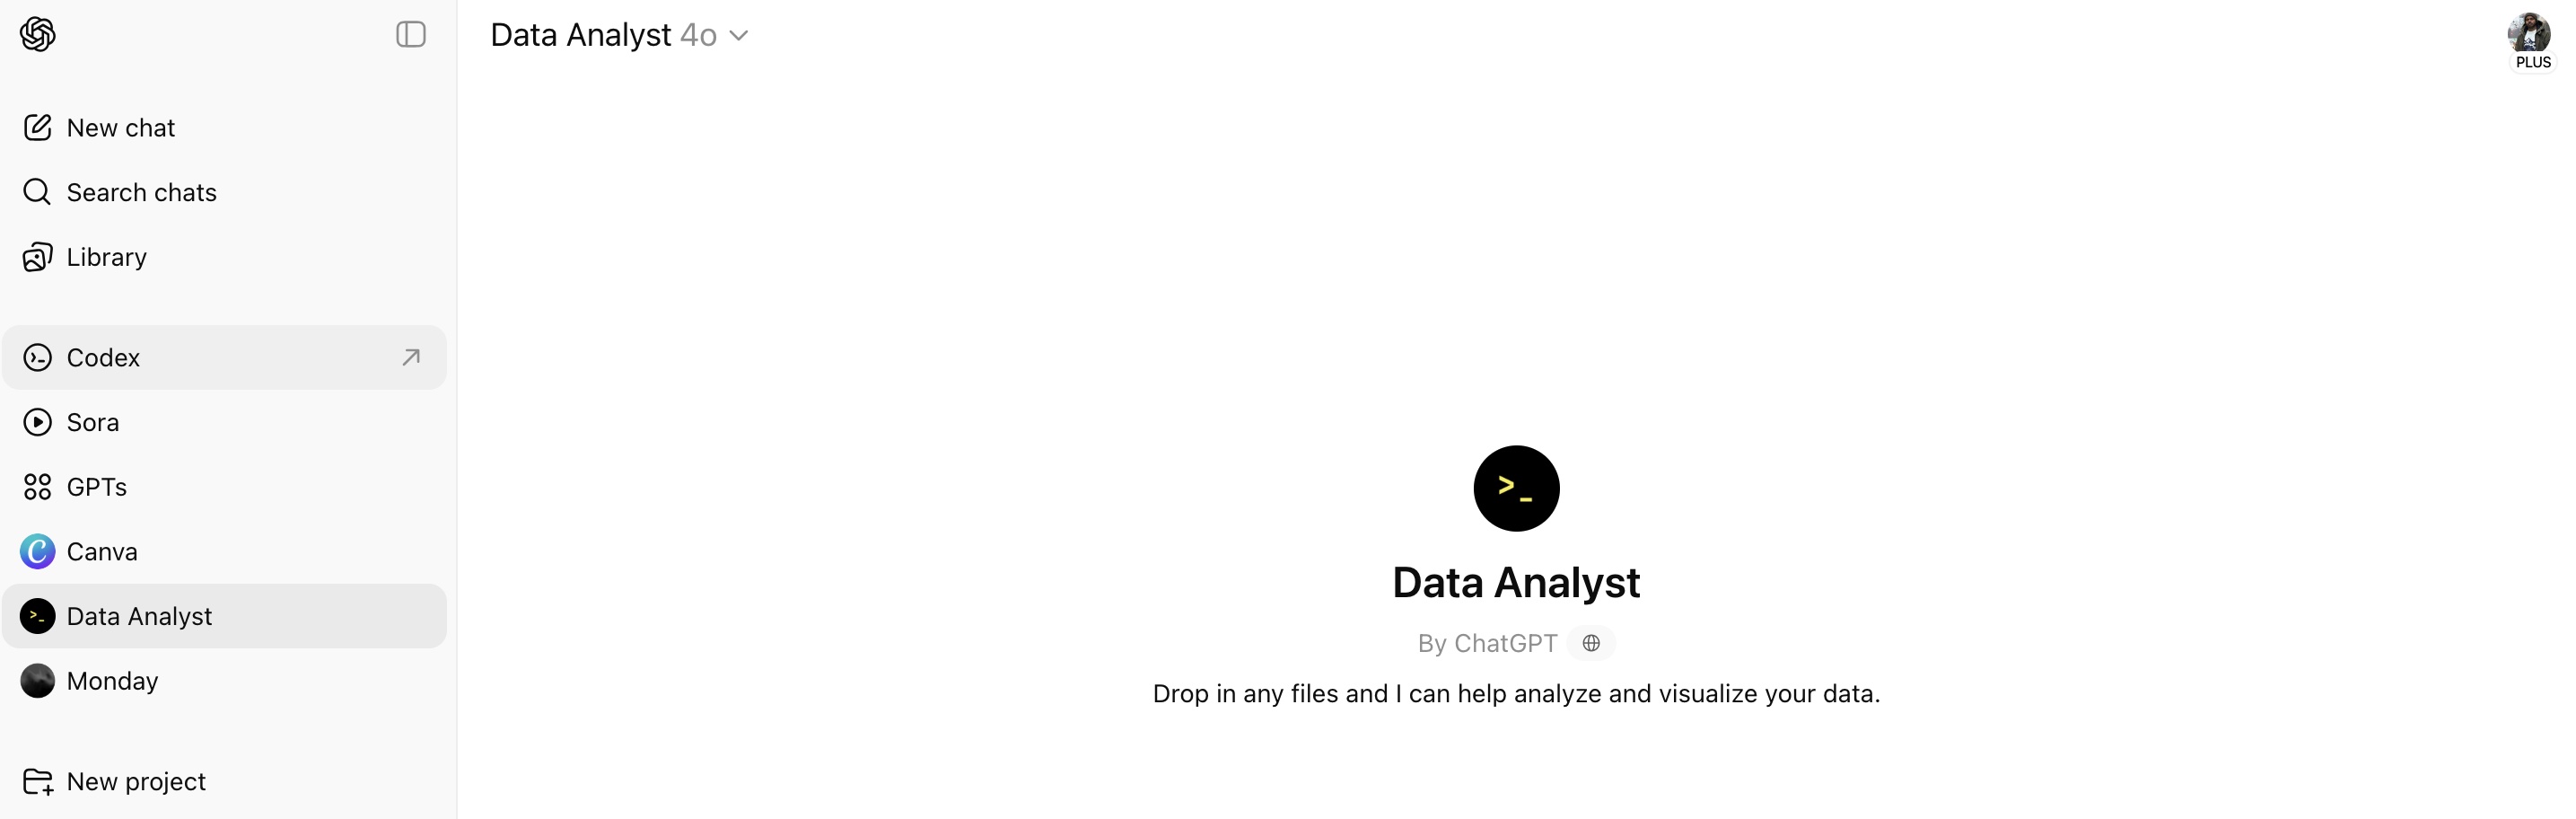 New chat
Search chats
Library
Codex
Sora
GPTs
Canva
Data Analyst
Monday
New project
Data Analyst 4o
PLUS
>_
Data Analyst
By ChatGPT
Drop in any files and I can help analyze and visualize your data.